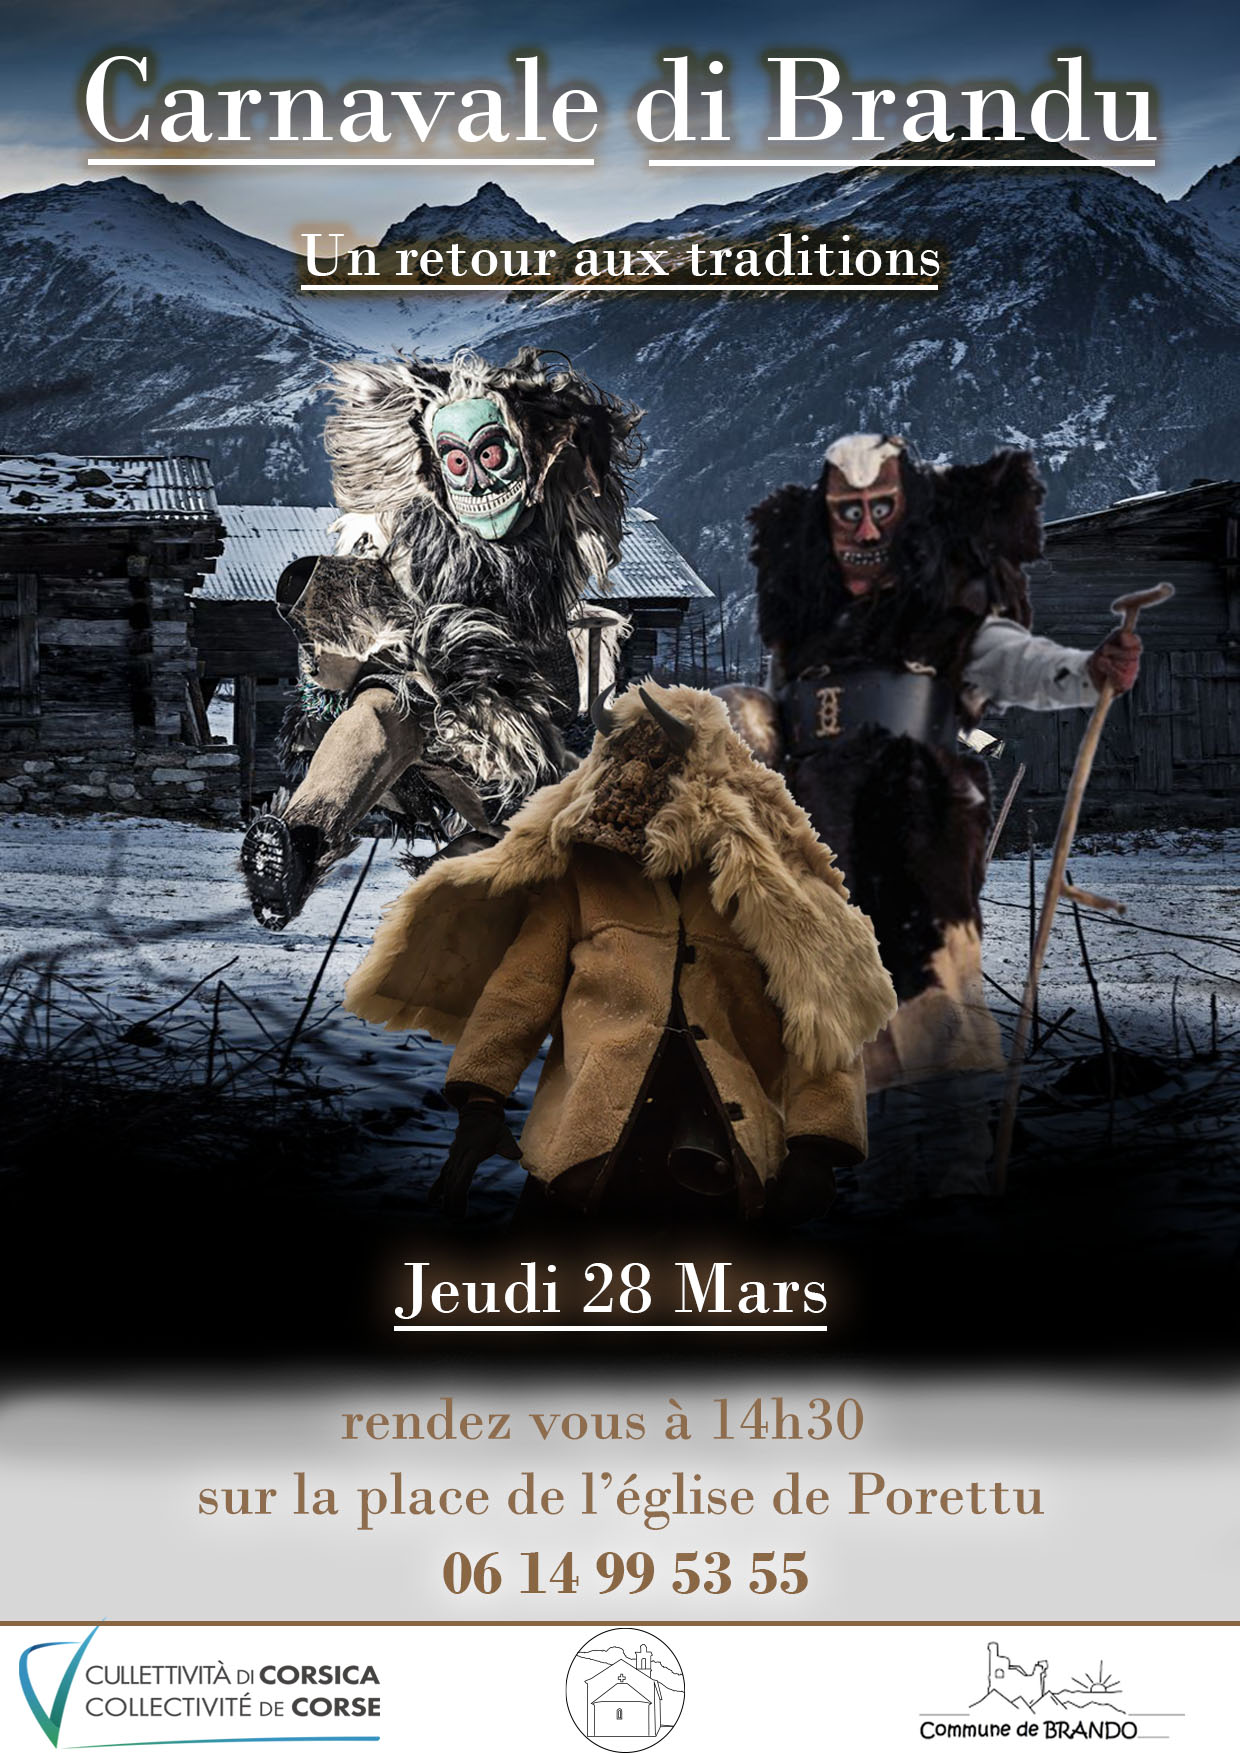 Carnavale di Brandu
Un retour aux traditions
Jeudi 28 Mars
rendez vous à 14h30
sur la place de l'église de Porettu
06 14 99 53 55
CULLETTIVITÀ DI CORSICA
COLLECTIVITÉ DE CORSE
Commune de BRANDO